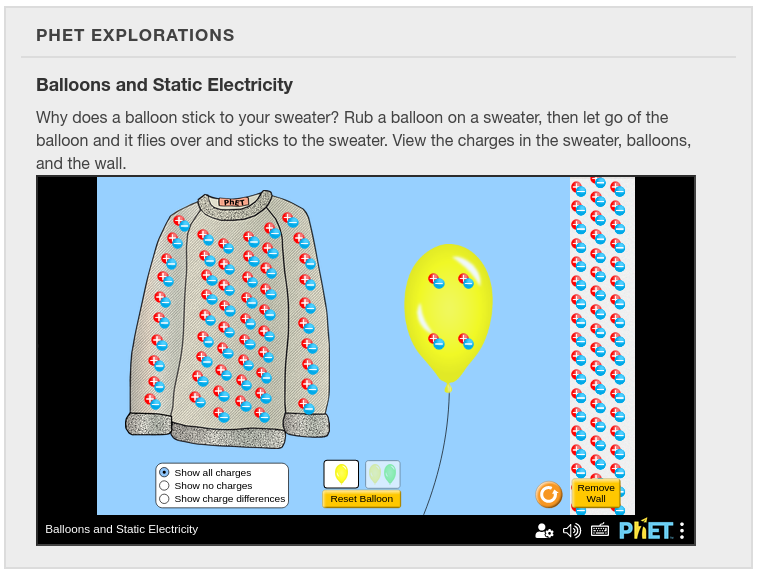 PHET EXPLORATIONS
Balloons and Static Electricity
Why does a balloon stick to your sweater? Rub a balloon on a sweater, then let go of the
balloon and it flies over and sticks to the sweater. View the charges in the sweater, balloons,
and the wall.
PhET
Show all charges
Show no charges
Show charge differences
Reset Balloon
Remove
Wall
Balloons and Static Electricity
PhET